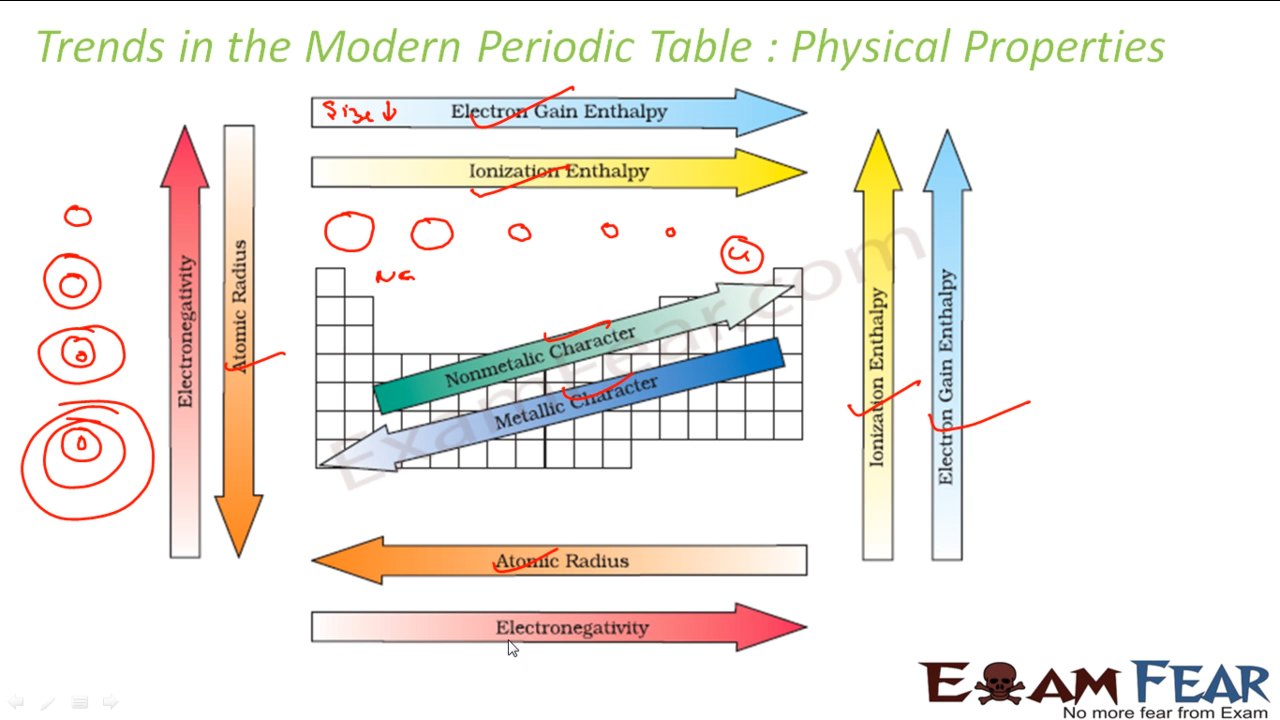 Trends in the Modern Periodic Table : Physical Properties
Size ↓ Electron Gain Enthalpy
Ionization Enthalpy
Na
Electronegativity
Atomic Radius
Nonmetalic Character
Metallic Character
Ionization Enthalpy
Electron Gain Enthalpy
ExamFear.com
Atomic Radius
Electronegativity
EXAM FEAR
No more fear from Exam